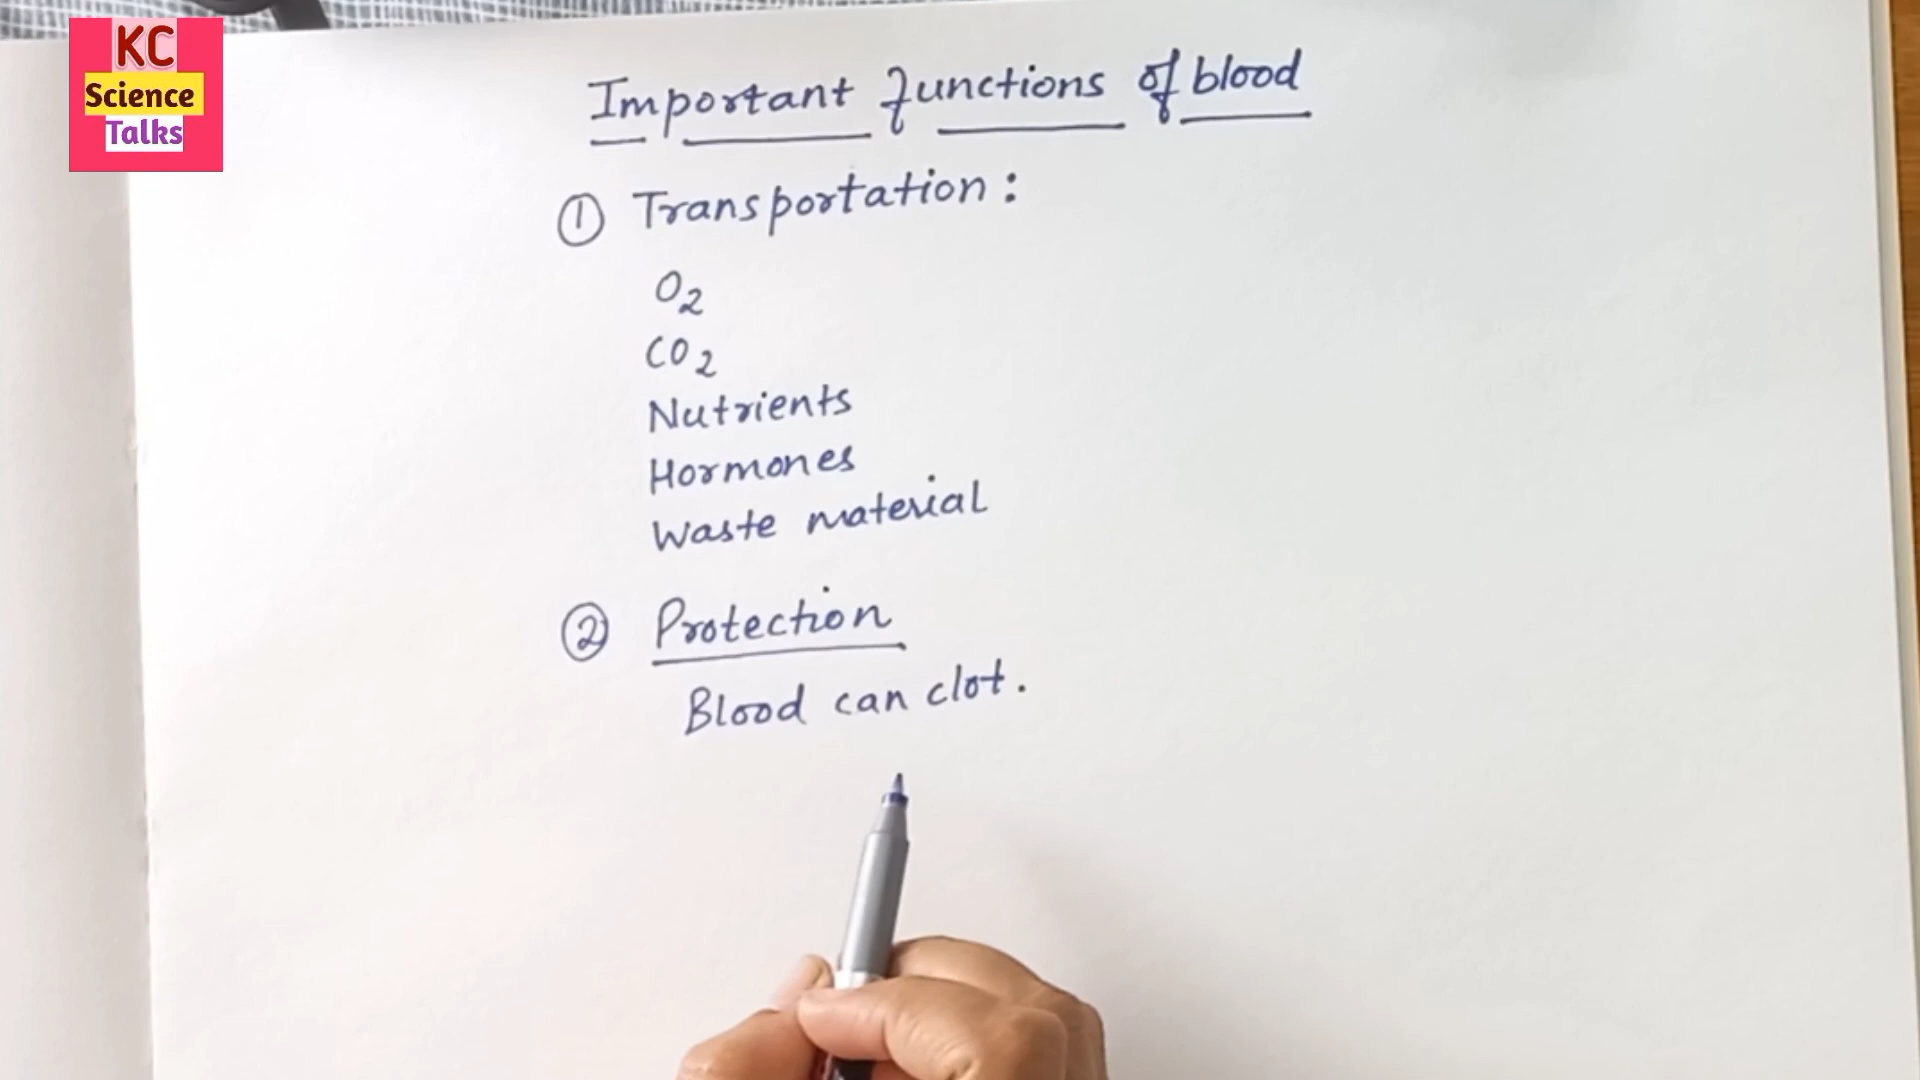 KC
Science
Talks
Important functions of blood
① Transportation:
O₂
CO₂
Nutrients
Hormones
Waste material
② Protection
Blood can clot.